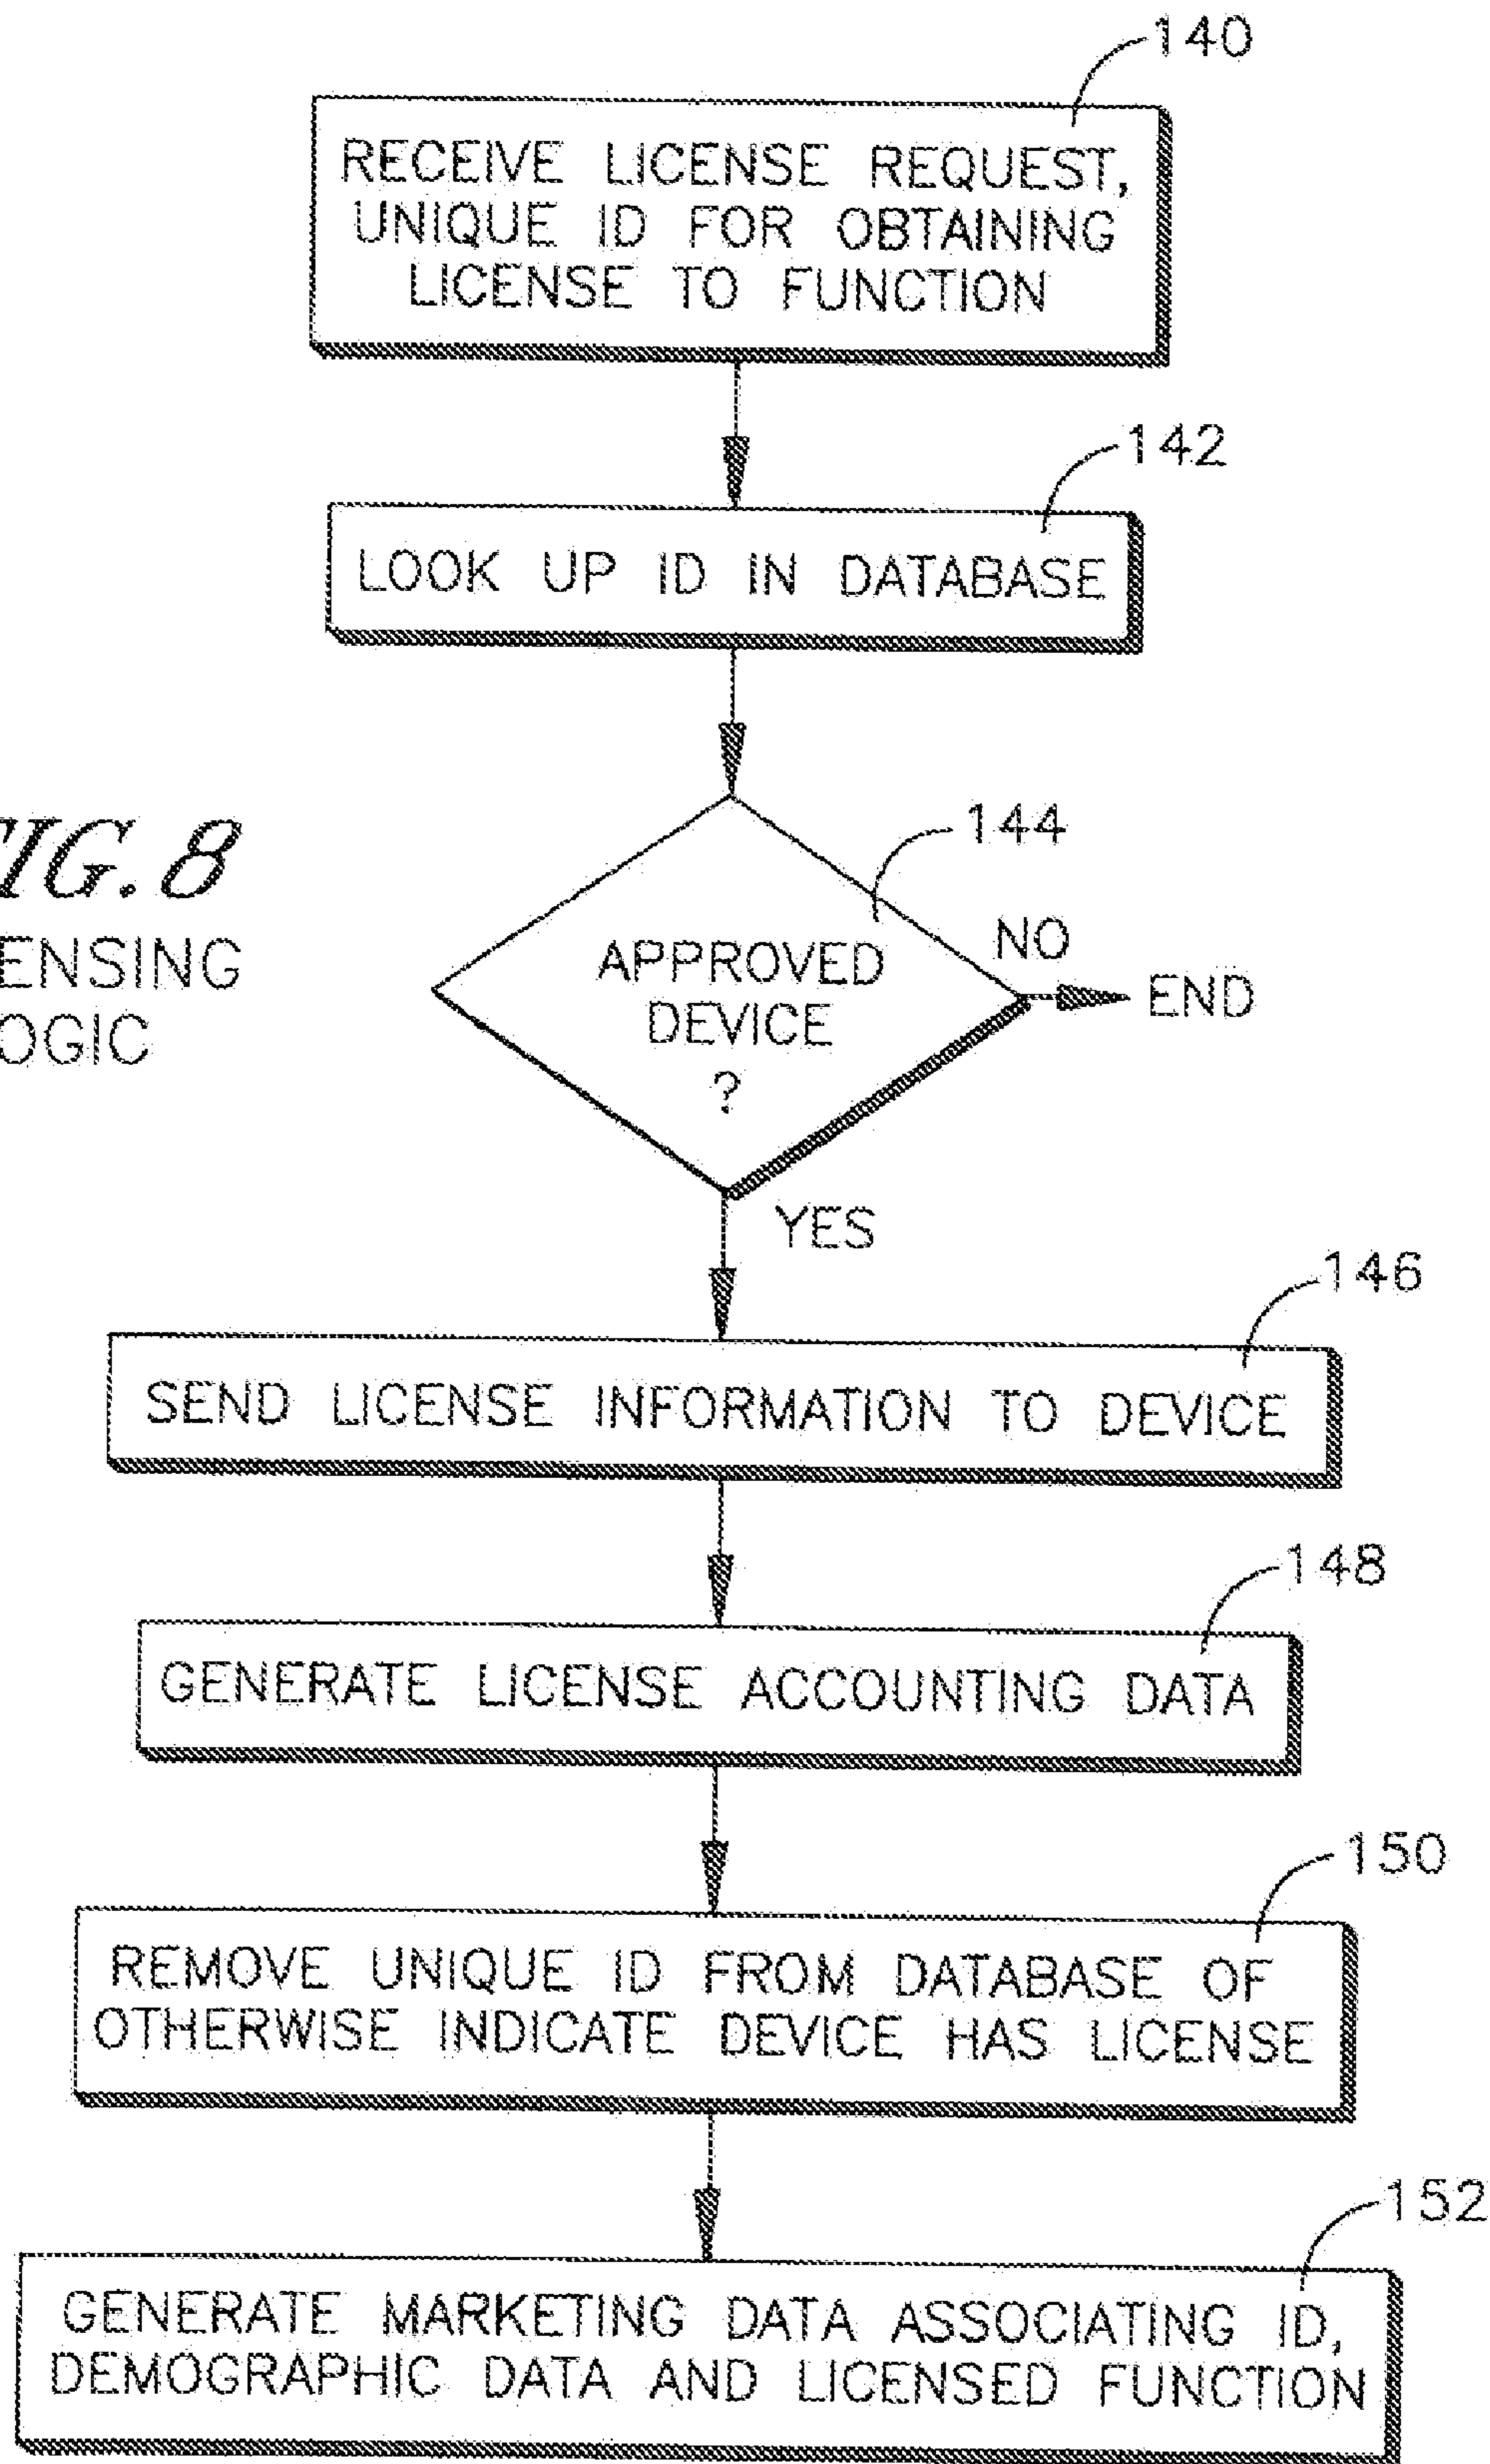 140
RECEIVE LICENSE REQUEST,
UNIQUE ID FOR OBTAINING
LICENSE TO FUNCTION
142
LOOK UP ID IN DATABASE
IG. 8
ENSING
OGIC
144
APPROVED
DEVICE
?
NO
END
YES
146
SEND LICENSE INFORMATION TO DEVICE
148
GENERATE LICENSE ACCOUNTING DATA
150
REMOVE UNIQUE ID FROM DATABASE OF
OTHERWISE INDICATE DEVICE HAS LICENSE
152
GENERATE MARKETING DATA ASSOCIATING ID,
DEMOGRAPHIC DATA AND LICENSED FUNCTION